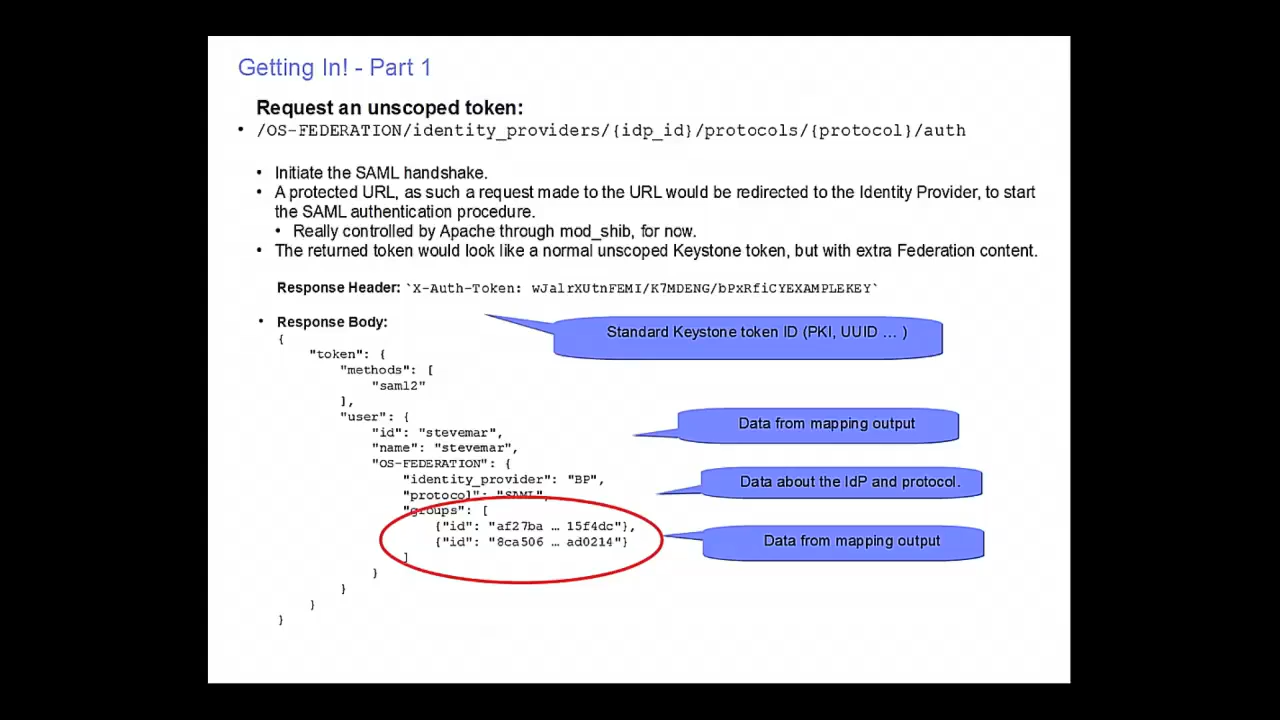 Getting In! - Part 1
Request an unscoped token:
• /OS-FEDERATION/identity_providers/{idp_id}/protocols/{protocol}/auth
• Initiate the SAML handshake.
• A protected URL, as such a request made to the URL would be redirected to the Identity Provider, to start
the SAML authentication procedure.
• Really controlled by Apache through mod_shib, for now.
• The returned token would look like a normal unscoped Keystone token, but with extra Federation content.
Response Header: `X-Auth-Token: wJalrXUtnFEMI/K7MDENG/bPxRfiCYEXAMPLEKEY`
Standard Keystone token ID (PKI, UUID … )
• Response Body:
{
"token": {
"methods": [
"saml2"
],
"user": {
"id": "stevemar",
"name": "stevemar",
"OS-FEDERATION": {
"identity_provider": "BP",
"protocol": "SAML",
"groups": [
{"id": "af27ba … 15f4dc"},
{"id": "8ca506 … ad0214"}
]
}
}
}
}
Data from mapping output
Data about the IdP and protocol.
Data from mapping output